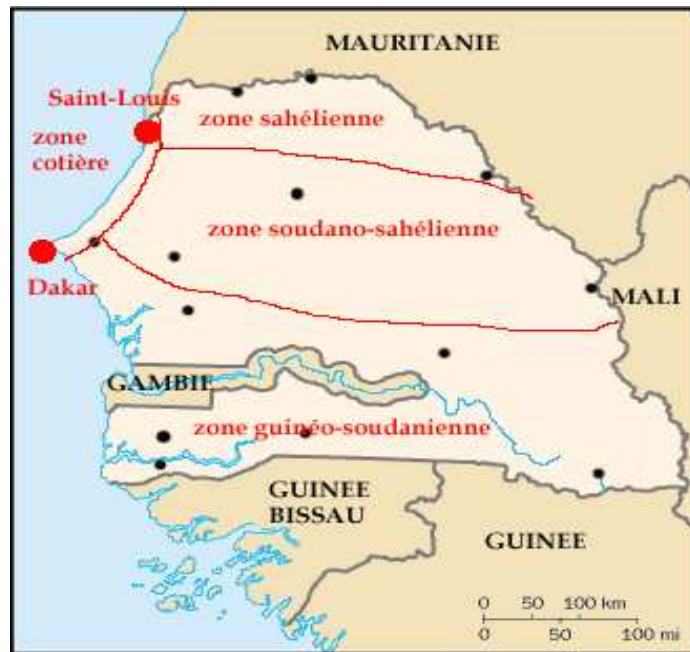 MAURITANIE
Saint-Louis
zone sahélienne
zone
cotière
zone soudano-sahélienne
Dakar
MALI
GAMBIE
zone guinéo-soudanienne
GUINEE
BISSAU
GUINEE
0 50 100 km
0 50 100 mi